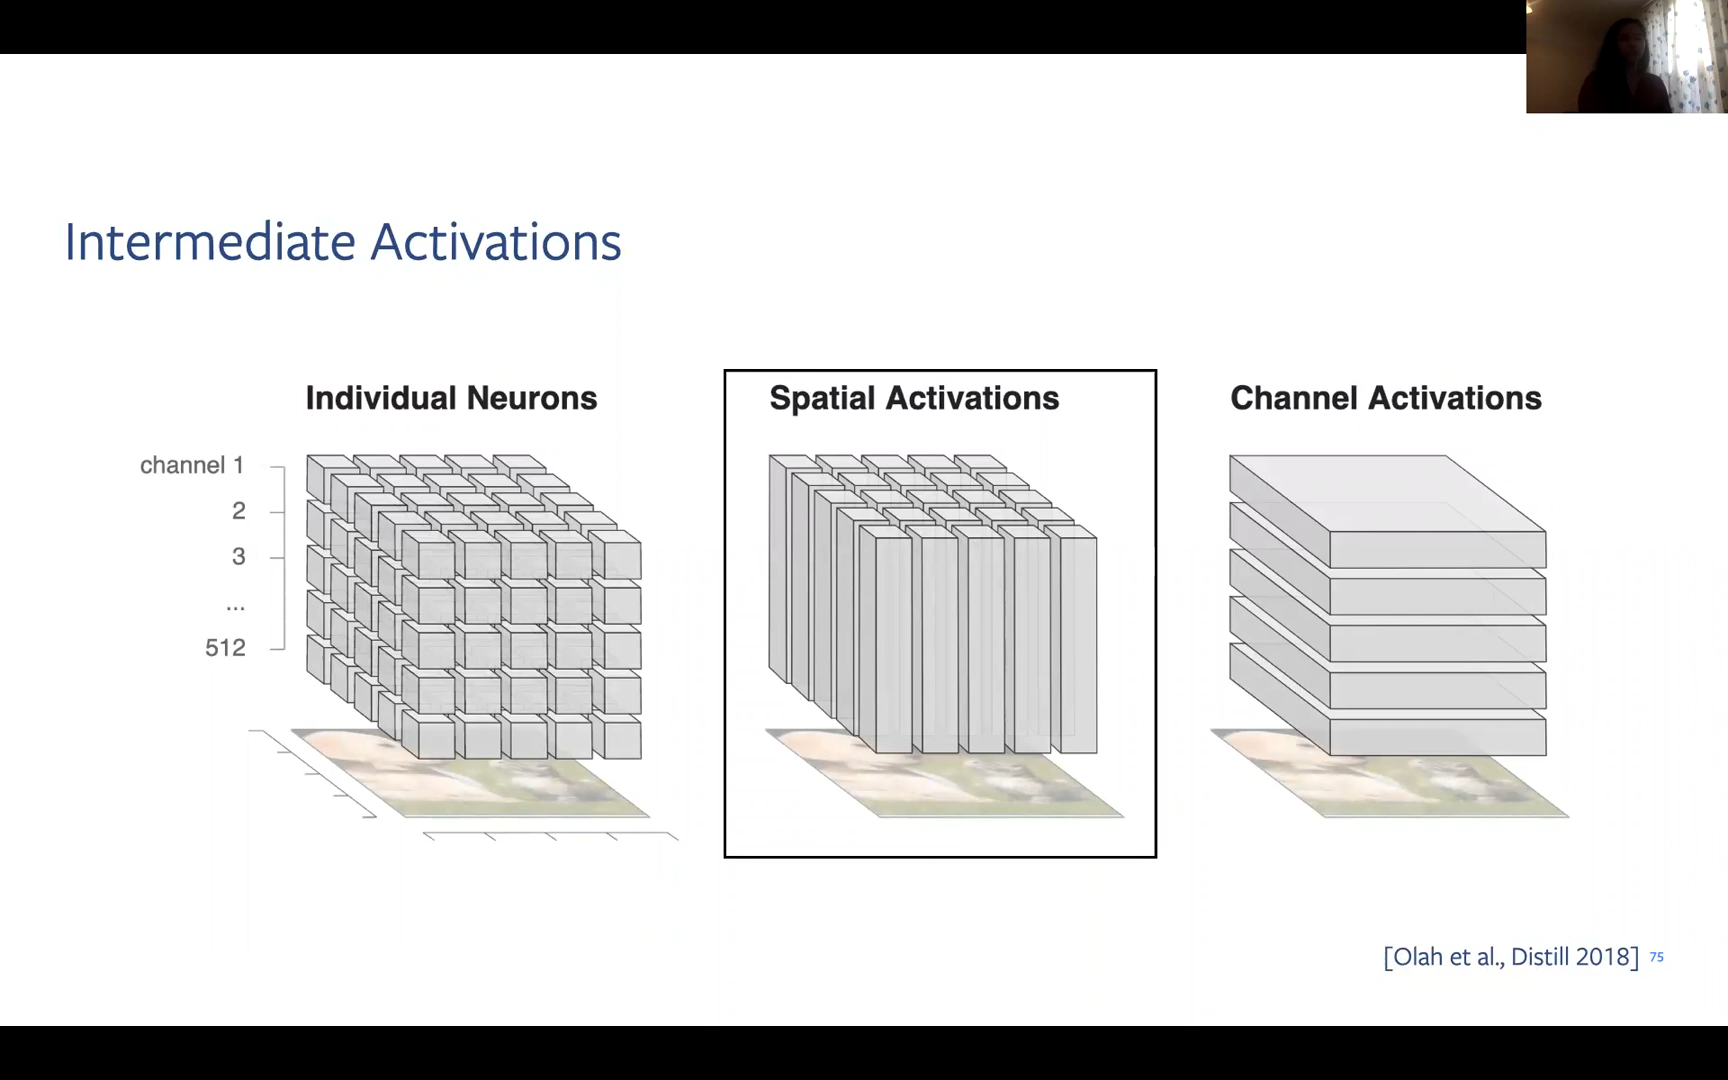 Intermediate Activations
Individual Neurons
channel 1
2
3
...
512
Spatial Activations
Channel Activations
[Olah et al., Distill 2018] 75